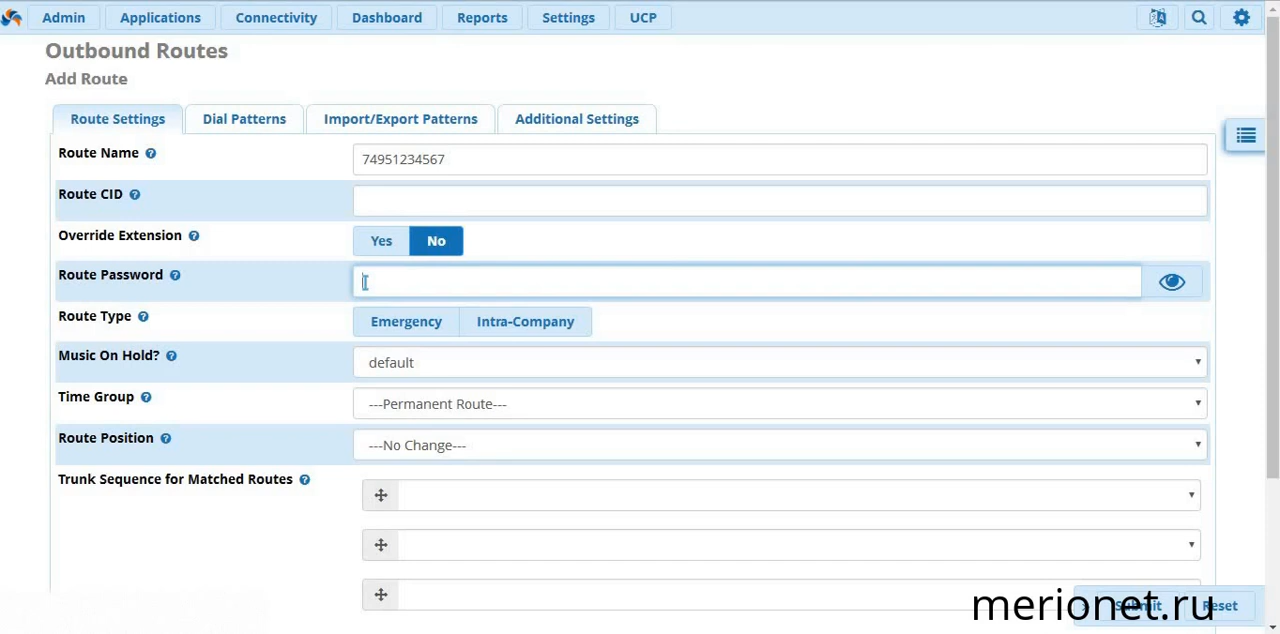 Admin Applications Connectivity Dashboard Reports Settings UCP
Outbound Routes
Add Route
Route Settings Dial Patterns Import/Export Patterns Additional Settings
Route Name 74951234567
Route CID
Override Extension Yes No
Route Password
Route Type Emergency Intra-Company
Music On Hold? default
Time Group ---Permanent Route---
Route Position ---No Change---
Trunk Sequence for Matched Routes
Submit Reset
merionet.ru